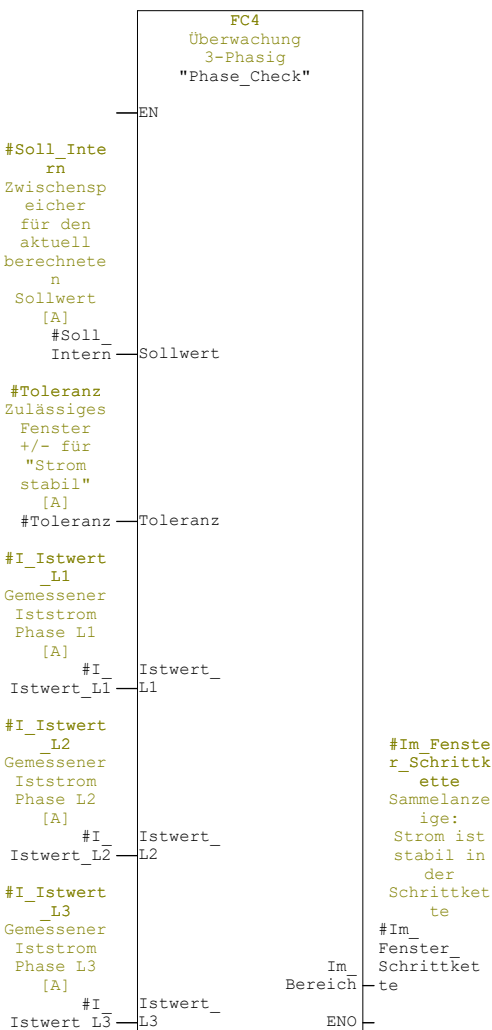 FC4
Überwachung
3-Phasig
"Phase_Check"
EN
#Soll_Inte
rn
Zwischensp
eicher
für den
aktuell
berechnete
n
Sollwert
[A]
#Soll_
Intern
Sollwert
#Toleranz
Zulässiges
Fenster
+/- für
"Strom
stabil"
[A]
#Toleranz
Toleranz
#I_Istwert
_L1
Gemessener
Iststrom
Phase L1
[A]
#I_
Istwert_L1
Istwert_
L1
#I_Istwert
_L2
Gemessener
Iststrom
Phase L2
[A]
#I_
Istwert_L2
Istwert_
L2
#I_Istwert
_L3
Gemessener
Iststrom
Phase L3
[A]
#I_
Istwert_L3
Istwert_
L3
#Im_Fenste
r_Schrittk
ette
Sammelanze
ige:
Strom ist
stabil in
der
Schrittket
te
#Im_
Fenster_
Schrittket
te
Im_
Bereich
ENO